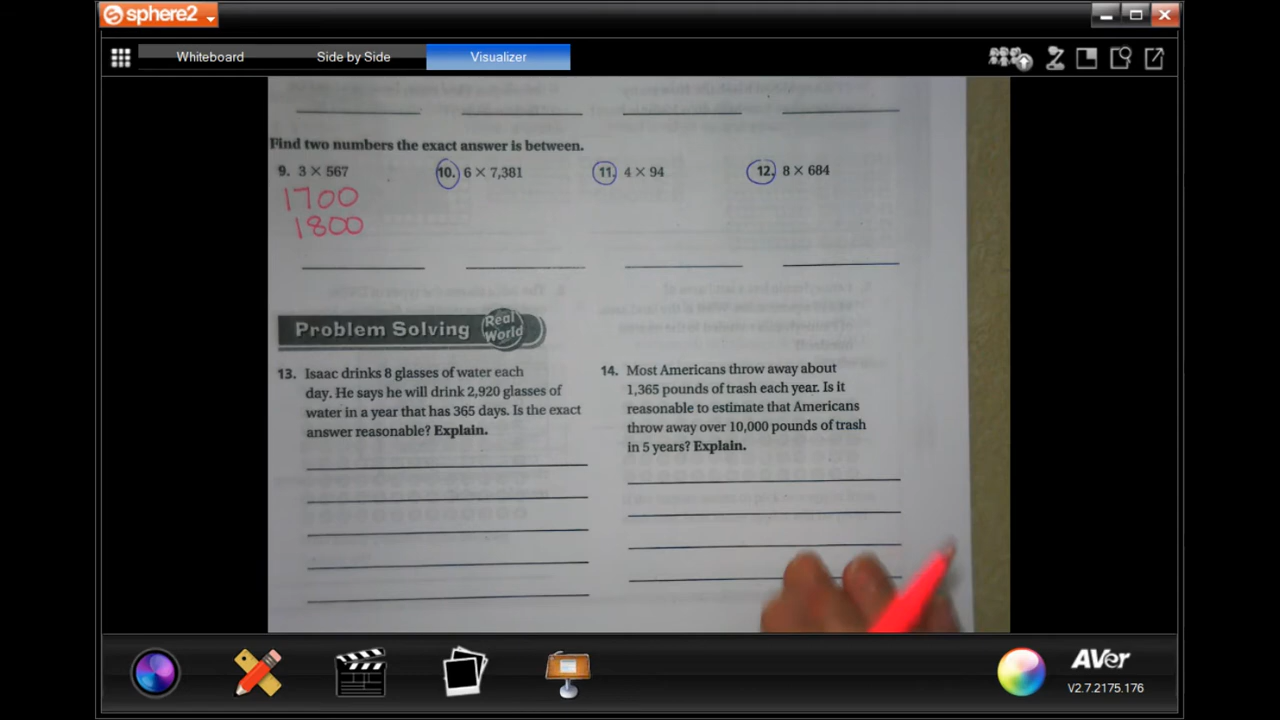 sphere2
Whiteboard Side by Side Visualizer
Find two numbers the exact answer is between.
9. 3 × 567 10. 6 × 7,381 11. 4 × 94 12. 8 × 684
1700
1800
Problem Solving Real World
13. Isaac drinks 8 glasses of water each
day. He says he will drink 2,920 glasses of
water in a year that has 365 days. Is the exact
answer reasonable? Explain.
14. Most Americans throw away about
1,365 pounds of trash each year. Is it
reasonable to estimate that Americans
throw away over 10,000 pounds of trash
in 5 years? Explain.
AVer
V2.7.2175.176